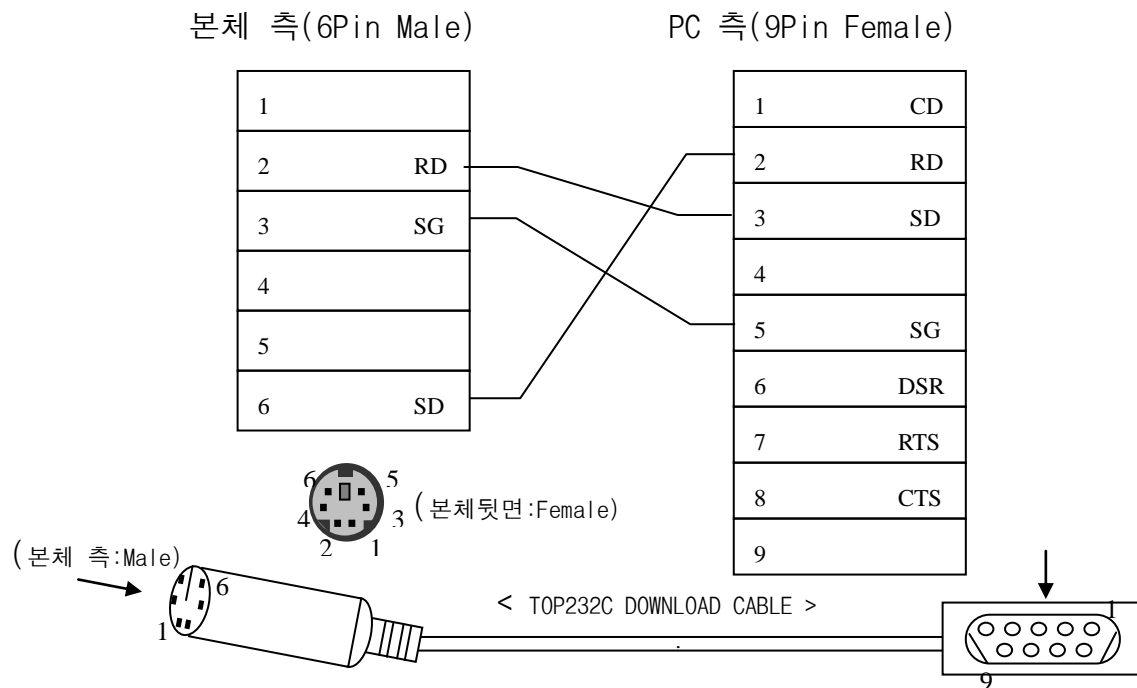 본체 측(6Pin Male)
PC 측(9Pin Female)
1
2 RD
3 SG
4
5
6 SD
1 CD
2 RD
3 SD
4
5 SG
6 DSR
7 RTS
8 CTS
9
6 5
4 3
2 1
(본체뒷면:Female)
(본체 측:Male)
6
1
< TOP232C DOWNLOAD CABLE >
1
9